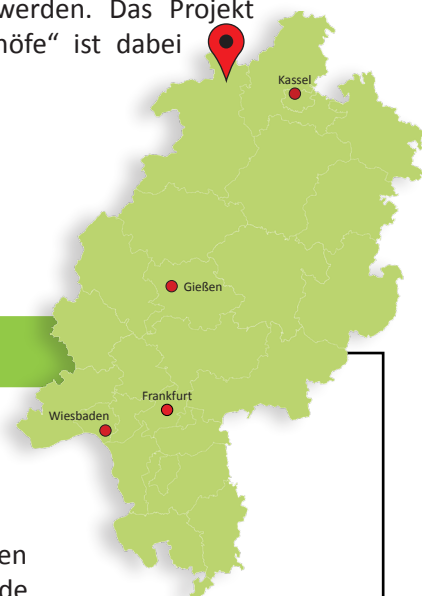 werden. Das Projekt
höfe“ ist dabei
Kassel
Gießen
Frankfurt
Wiesbaden
en
de